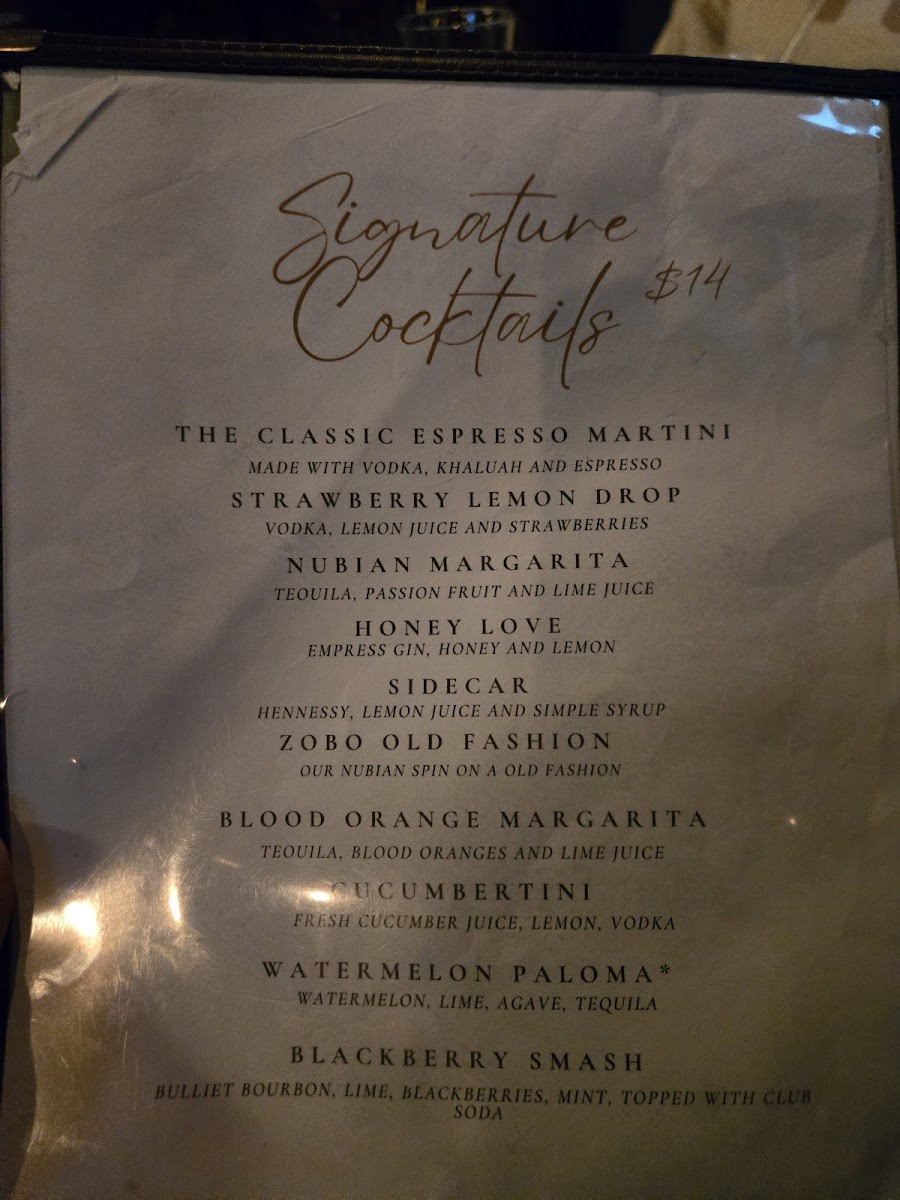 Signature
Cocktails $14
THE CLASSIC ESPRESSO MARTINI
MADE WITH VODKA, KHALUAH AND ESPRESSO
STRAWBERRY LEMON DROP
VODKA, LEMON JUICE AND STRAWBERRIES
NUBIAN MARGARITA
TEQUILA, PASSION FRUIT AND LIME JUICE
HONEY LOVE
EMPRESS GIN, HONEY AND LEMON
SIDECAR
HENNESSY, LEMON JUICE AND SIMPLE SYRUP
ZOBO OLD FASHION
OUR NUBIAN SPIN ON A OLD FASHION
BLOOD ORANGE MARGARITA
TEQUILA, BLOOD ORANGES AND LIME JUICE
CUCUMBERTINI
FRESH CUCUMBER JUICE, LEMON, VODKA
WATERMELON PALOMA*
WATERMELON, LIME, AGAVE, TEQUILA
BLACKBERRY SMASH
BULLIET BOURBON, LIME, BLACKBERRIES, MINT, TOPPED WITH CLUB
SODA